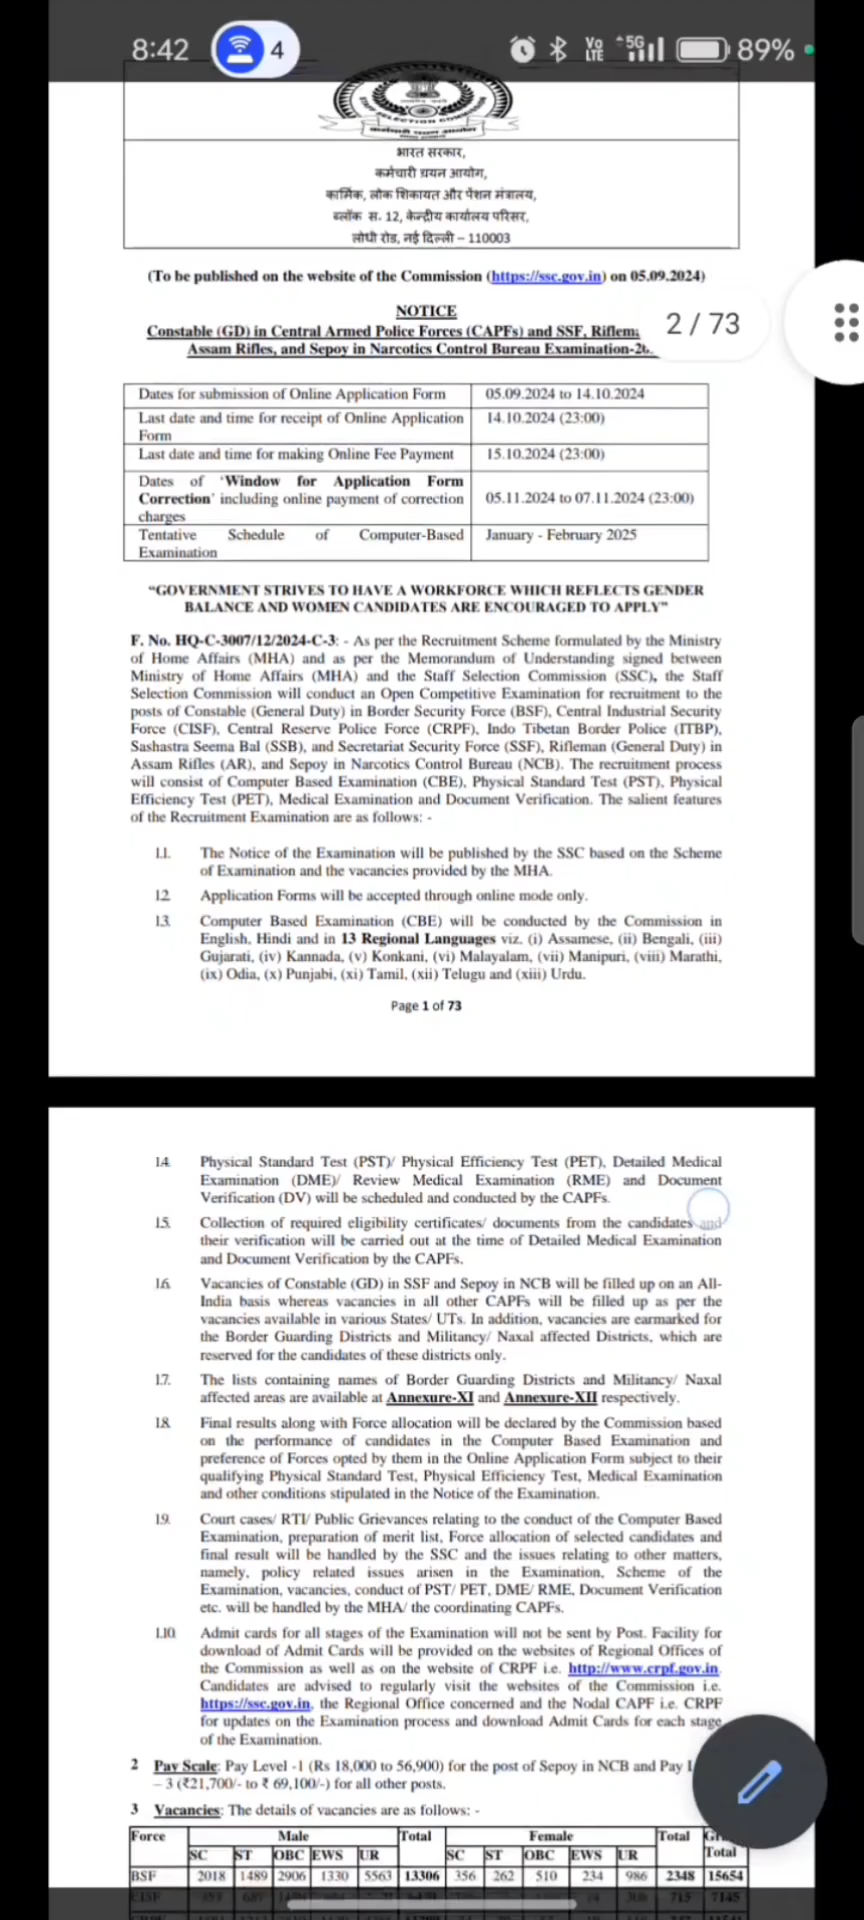 8:42
4
Vo LTE
5G
89%
भारत सरकार,
कर्मचारी चयन आयोग,
कार्मिक, लोक शिकायत और पेंशन मंत्रालय,
ब्लॉक स. 12, केन्द्रीय कार्यालय परिसर,
लोधी रोड, नई दिल्ली – 110003
(To be published on the website of the Commission (https://ssc.gov.in) on 05.09.2024)
NOTICE
2 / 73
Constable (GD) in Central Armed Police Forces (CAPFs) and SSF,
Assam Rifles, and Sepoy in Narcotics Control Bureau
Dates for submission of Online Application Form 05.09.2024 to 14.10.2024
Last date and time for receipt of Online Application 14.10.2024 (23:00)
Form
Last date and time for making Online Fee Payment 15.10.2024 (23:00)
Dates of ‘Window for Application Form
Correction’ including online payment of correction 05.11.2024 to 07.11.2024 (23:00)
charges
Tentative Schedule of Computer-Based January - February 2025
Examination
“GOVERNMENT STRIVES TO HAVE A WORKFORCE WHICH REFLECTS GENDER
BALANCE AND WOMEN CANDIDATES ARE ENCOURAGED TO APPLY”
F. No. HQ-C-3007/12/2024-C-3: - As per the Recruitment Scheme formulated by the Ministry
of Home Affairs (MHA) and as per the Memorandum of Understanding signed between
Ministry of Home Affairs (MHA) and the Staff Selection Commission (SSC), the Staff
Selection Commission will conduct an Open Competitive Examination for recruitment to the
posts of Constable (General Duty) in Border Security Force (BSF), Central Industrial Security
Force (CISF), Central Reserve Police Force (CRPF), Indo Tibetan Border Police (ITBP),
Sashastra Seema Bal (SSB), and Secretariat Security Force (SSF), Rifleman (General Duty) in
Assam Rifles (AR), and Sepoy in Narcotics Control Bureau (NCB). The recruitment process
will consist of Computer Based Examination (CBE), Physical Standard Test (PST), Physical
Efficiency Test (PET), Medical Examination and Document Verification. The salient features
of the Recruitment Examination are as follows: -
1.1. The Notice of the Examination will be published by the SSC based on the Scheme
of Examination and the vacancies provided by the MHA.
1.2 Application Forms will be accepted through online mode only.
1.3 Computer Based Examination (CBE) will be conducted by the Commission in
English, Hindi and in 13 Regional Languages viz. (i) Assamese, (ii) Bengali, (iii)
Gujarati, (iv) Kannada, (v) Konkani, (vi) Malayalam, (vii) Manipuri, (viii) Marathi,
(ix) Odia, (x) Punjabi, (xi) Tamil, (xii) Telugu and (xiii) Urdu.
Page 1 of 73
1.4. Physical Standard Test (PST)/ Physical Efficiency Test (PET), Detailed Medical
Examination (DME)/ Review Medical Examination (RME) and Document
Verification (DV) will be scheduled and conducted by the CAPFs.
1.5. Collection of required eligibility certificates/ documents from the candidates and
their verification will be carried out at the time of Detailed Medical Examination
and Document Verification by the CAPFs.
1.6. Vacancies of Constable (GD) in SSF and Sepoy in NCB will be filled up on an All-
India basis whereas vacancies in all other CAPFs will be filled up as per the
vacancies available in various States/ UTs. In addition, vacancies are earmarked for
the Border Guarding Districts and Militancy/ Naxal affected Districts, which are
reserved for the candidates of these districts only.
1.7. The lists containing names of Border Guarding Districts and Militancy/ Naxal
affected areas are available at Annexure-XI and Annexure-XII respectively.
1.8. Final results along with Force allocation will be declared by the Commission based
on the performance of candidates in the Computer Based Examination and
preference of Forces opted by them in the Online Application Form subject to their
qualifying Physical Standard Test, Physical Efficiency Test, Medical Examination
and other conditions stipulated in the Notice of the Examination.
1.9. Court cases/ RTI/ Public Grievances relating to the conduct of the Computer Based
Examination, preparation of merit list, Force allocation of selected candidates and
final result will be handled by the SSC and the issues relating to other matters,
namely, policy related issues arisen in the Examination, Scheme of the
Examination, vacancies, conduct of PST/ PET, DME/ RME, Document Verification
etc. will be handled by the MHA/ the coordinating CAPFs.
1.10. Admit cards for all stages of the Examination will not be sent by Post. Facility for
download of Admit Cards will be provided on the websites of Regional Offices of
the Commission as well as on the website of CRPF i.e. http://www.crpf.gov.in.
Candidates are advised to regularly visit the websites of the Commission i.e.
https://ssc.gov.in, the Regional Office concerned and the Nodal CAPF i.e. CRPF
for updates on the Examination process and download Admit Cards for each stage
of the Examination.
2 Pay Scale: Pay Level -1 (Rs 18,000 to 56,900) for the post of Sepoy in NCB and Pay
– 3 (₹21,700/- to ₹ 69,100/-) for all other posts.
3 Vacancies: The details of vacancies are as follows: -
Force Male Total Female Total
SC ST OBC EWS UR SC ST OBC EWS UR Total
BSF 2018 1489 2906 1330 5563 13306 356 262 510 234 986 2348 15654
CISF 715 7145